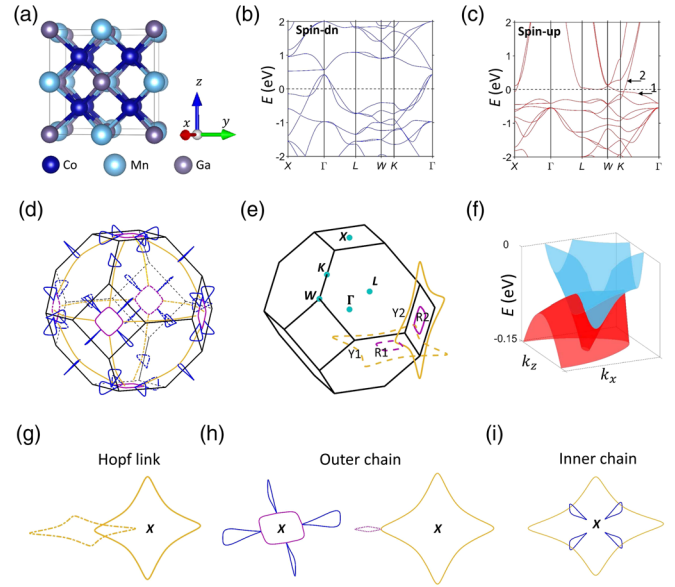 (a)
z
x
y
Co
Mn
Ga
(b)
Spin-dn
E (eV)
2
1
0
-1
-2
X
Γ
L
W
K
Γ
(c)
Spin-up
E (eV)
2
1
0
-1
-2
2
1
X
Γ
L
W
K
Γ
(d)
(e)
X
K
L
W
Γ
Y2
R2
Y1
R1
(f)
0
E (eV)
-0.15
kz
kx
(g)
Hopf link
X
(h)
Outer chain
X
X
(i)
Inner chain
X